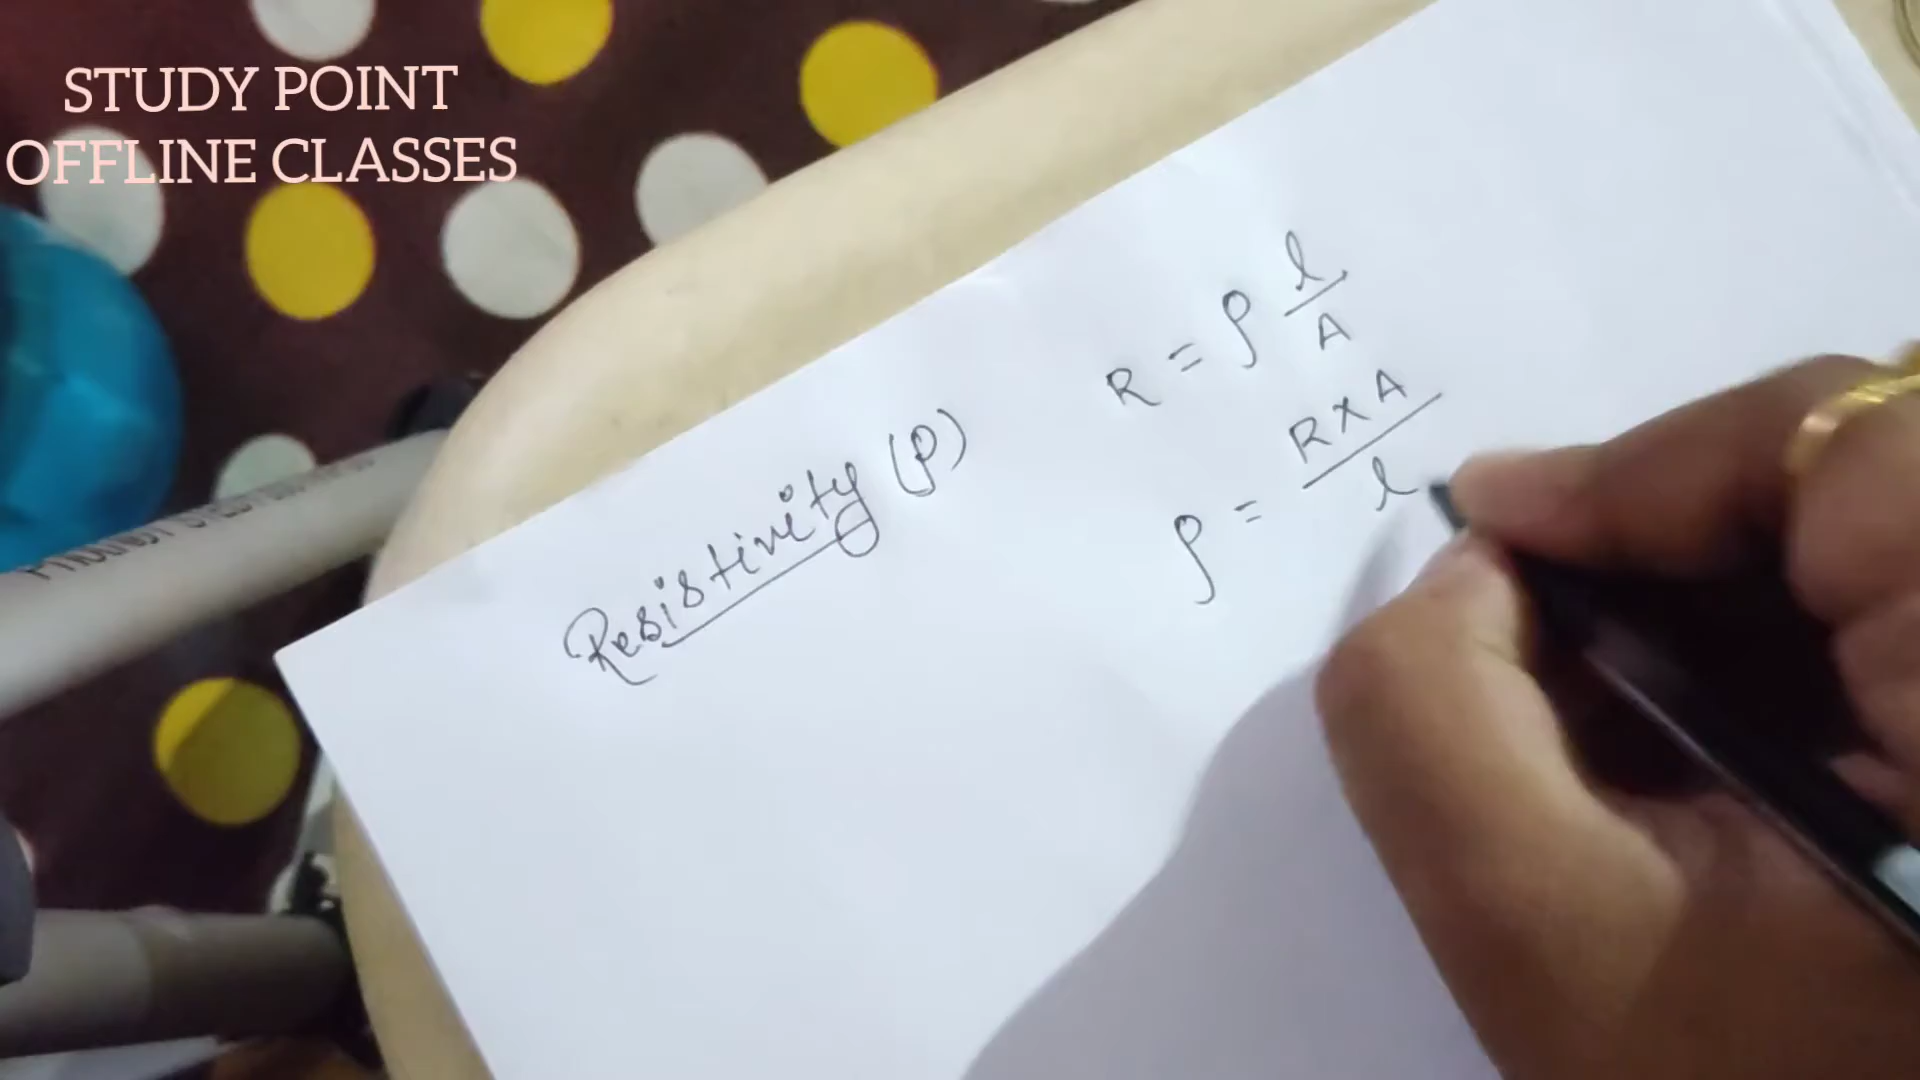 STUDY POINT
OFFLINE CLASSES
Resistivity (ρ)
R = ρ l/A
ρ = R×A/l